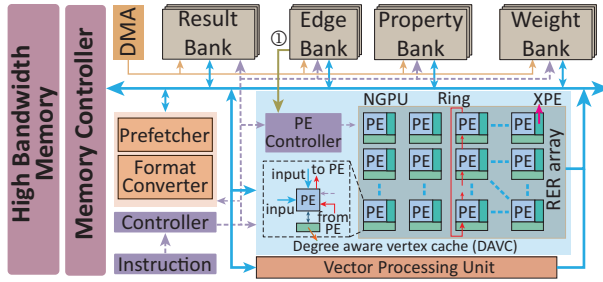 High Bandwidth
Memory
Memory Controller
DMA
Result
Bank
①
Edge
Bank
Property
Bank
Weight
Bank
Prefetcher
Format
Converter
Controller
Instruction
PE
Controller
NGPU
Ring
XPE
PE PE PE PE
PE PE PE PE
PE PE PE PE
RER array
input
to PE
PE
input
from
PE
Degree aware vertex cache (DAVC)
Vector Processing Unit